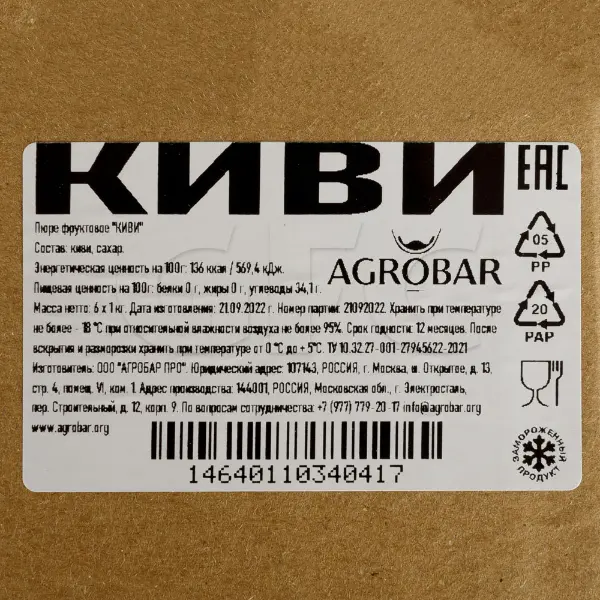 КИВИ
EAC
Пюре фруктовое "КИВИ"
Состав: киви, сахар.
Энергетическая ценность на 100г: 136 ккал / 569,4 кДж.
Пищевая ценность на 100г: белки 0 г, жиры 0 г, углеводы 34,1 г.
AGROBAR
Масса нетто: 6 х 1 кг. Дата изготовления: 21.09.2022 г. Номер партии: 21092022. Хранить при температуре
не более - 18 °С при относительной влажности воздуха не более 95%. Срок годности: 12 месяцев. После
вскрытия и разморозки хранить при температуре от 0 °С до + 5°С. ТУ 10.32.27-001-27945622-2021
Изготовитель: ООО "АГРОБАР ПРО" Юридический адрес: 107143, РОССИЯ, г. Москва, ш. Открытое, д. 13,
стр. 4, помещ. VI, ком. 1. Адрес производства: 144001, РОССИЯ, Московская обл., г. Электросталь,
пер. Строительный, д. 12, корп. 9. По вопросам сотрудничества: +7 (977) 779-20-17 info@agrobar.org
www.agrobar.org
14640110340417
05
PP
20
PAP
ЗАМОРОЖЕННЫЙ
ПРОДУКТ